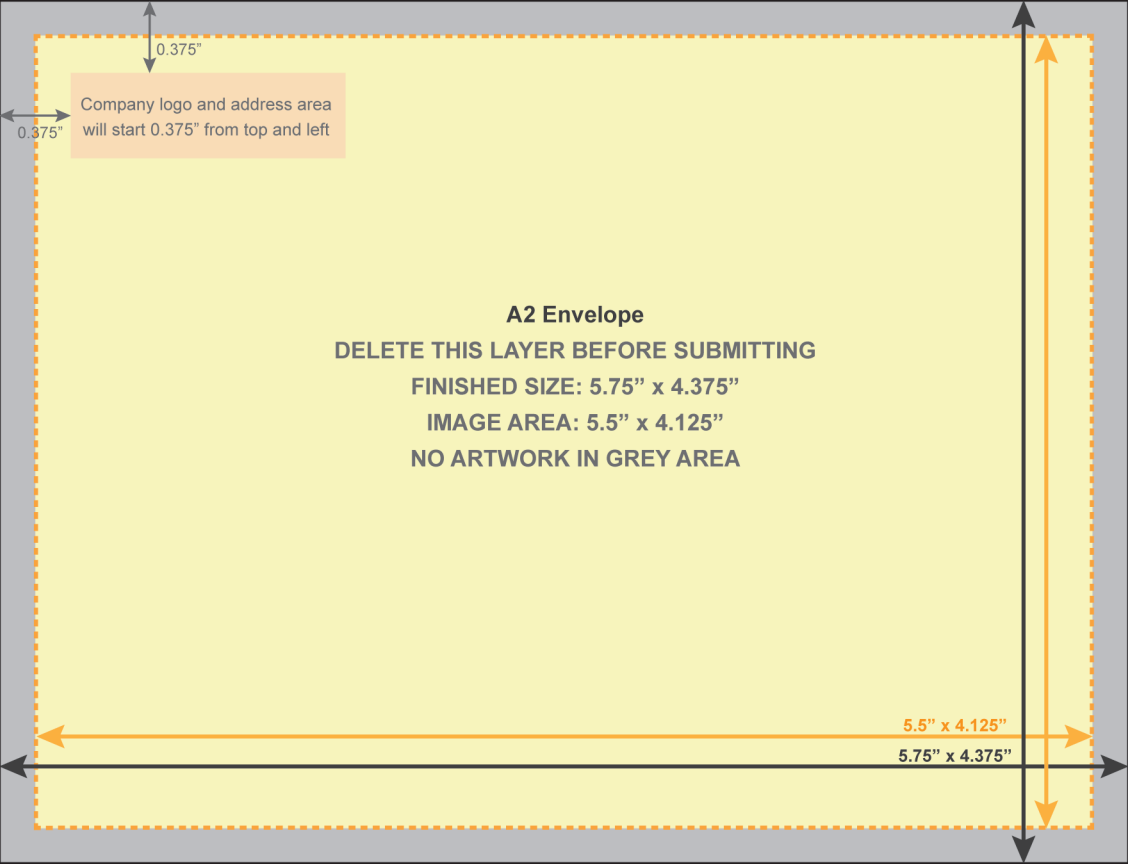 0.375”
Company logo and address area
will start 0.375” from top and left
0.375”
A2 Envelope
DELETE THIS LAYER BEFORE SUBMITTING
FINISHED SIZE: 5.75” x 4.375”
IMAGE AREA: 5.5” x 4.125”
NO ARTWORK IN GREY AREA
5.5” x 4.125”
5.75” x 4.375”